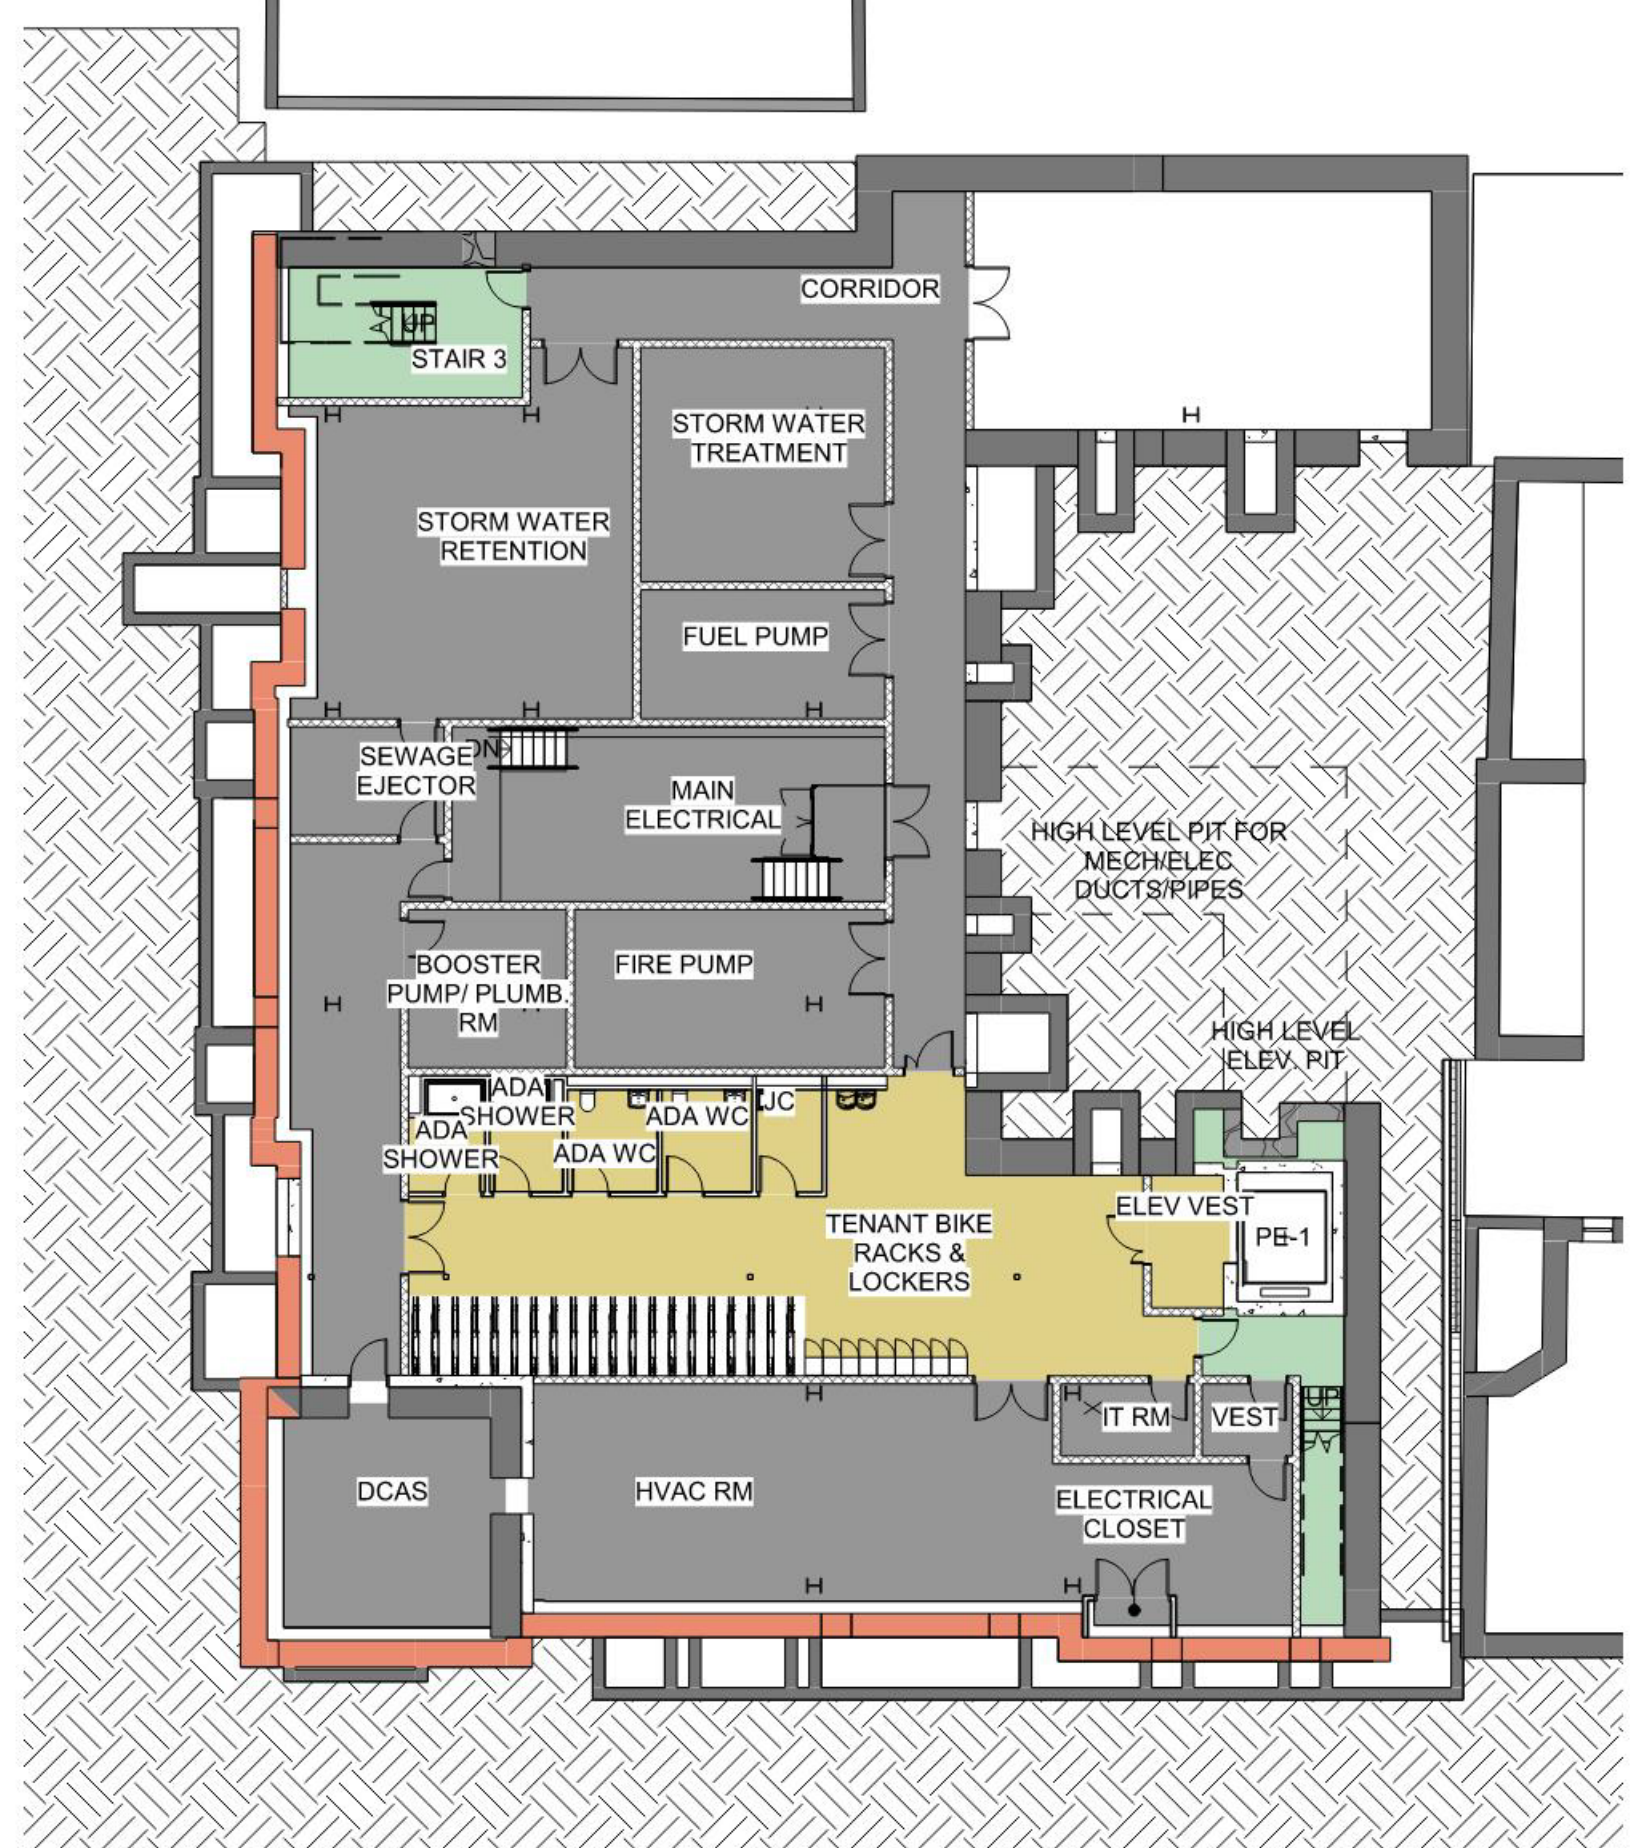 CORRIDOR
UP
STAIR 3
STORM WATER
TREATMENT
STORM WATER
RETENTION
FUEL PUMP
SEWAGE
EJECTOR
DN
MAIN
ELECTRICAL
HIGH LEVEL PIT FOR
MECH/ELEC
DUCTS/PIPES
BOOSTER
PUMP/ PLUMB.
RM
FIRE PUMP
HIGH LEVEL
ELEV. PIT
ADA
SHOWER
ADA
SHOWER
ADA WC
ADA WC
JC
TENANT BIKE
RACKS &
LOCKERS
ELEV VEST
PE-1
UP
IT RM
VEST
DCAS
HVAC RM
ELECTRICAL
CLOSET